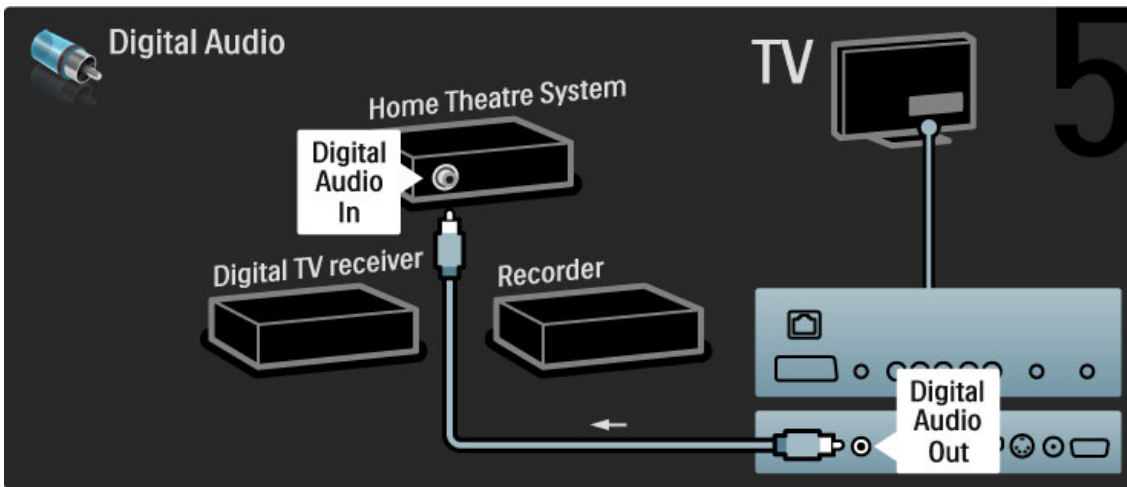 Digital Audio
TV
5
Home Theatre System
Digital
Audio
In
Digital TV receiver
Recorder
Digital
Audio
Out